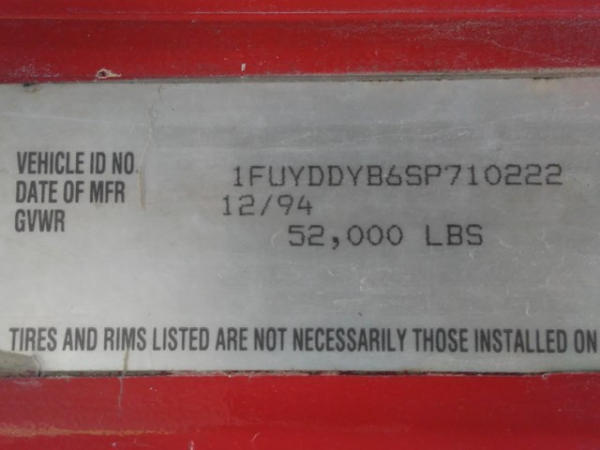 VEHICLE ID NO. 1FUYDDYB6SP710222
DATE OF MFR 12/94
GVWR 52,000 LBS
TIRES AND RIMS LISTED ARE NOT NECESSARILY THOSE INSTALLED ON